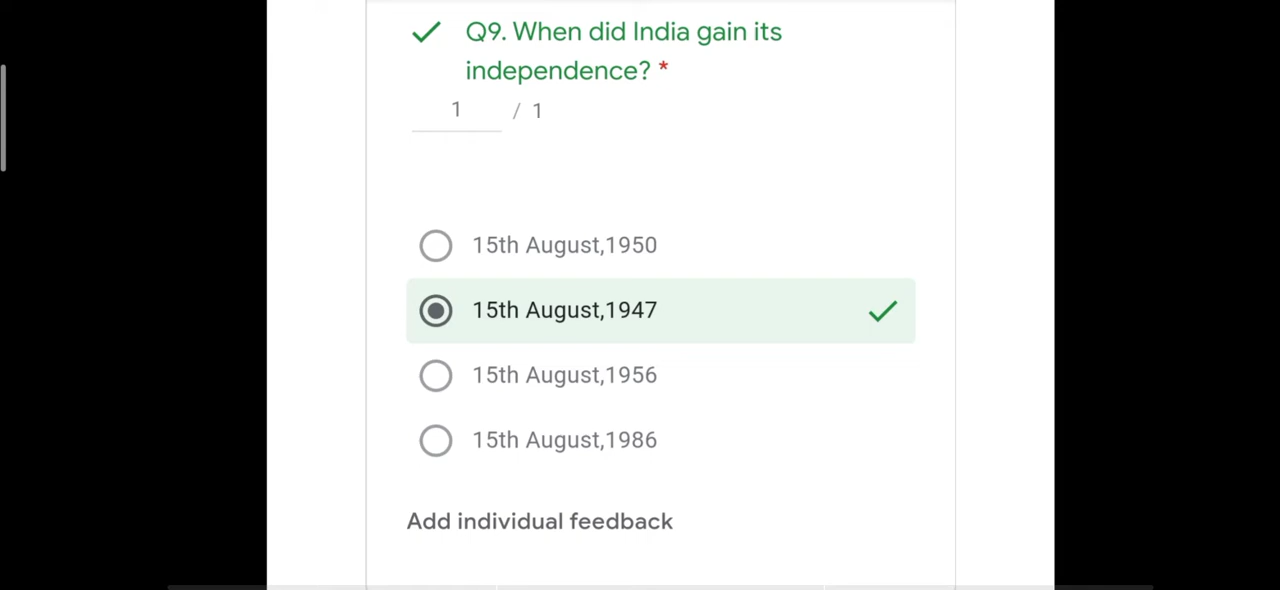 Q9. When did India gain its
independence? *
1 / 1
15th August,1950
15th August,1947
15th August,1956
15th August,1986
Add individual feedback